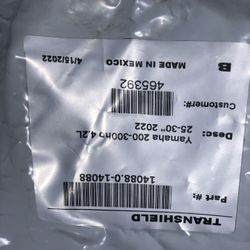 TRANSHIELD
Part #:
14088.0-14088
Desc: Yamaha 200-300hp 4.2L
25-30" 2022
Customer#:
465392
B MADE IN MEXICO 4/15/2022